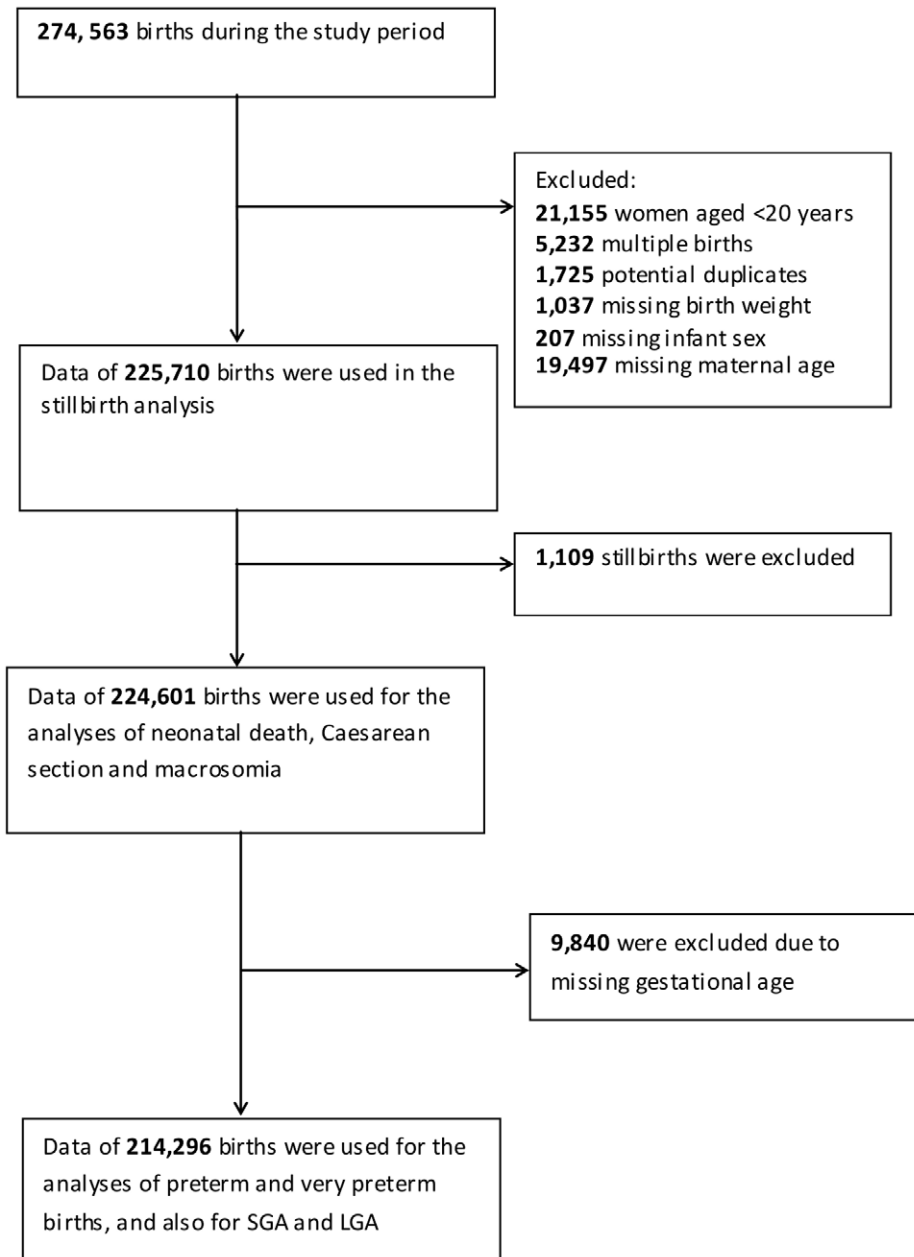 274, 563 births during the study period
Excluded:
21,155 women aged <20 years
5,232 multiple births
1,725 potential duplicates
1,037 missing birth weight
207 missing infant sex
19,497 missing maternal age
Data of 225,710 births were used in the
stillbirth analysis
1,109 stillbirths were excluded
Data of 224,601 births were used for the
analyses of neonatal death, Caesarean
section and macrosomia
9,840 were excluded due to
missing gestational age
Data of 214,296 births were used for the
analyses of preterm and very preterm
births, and also for SGA and LGA